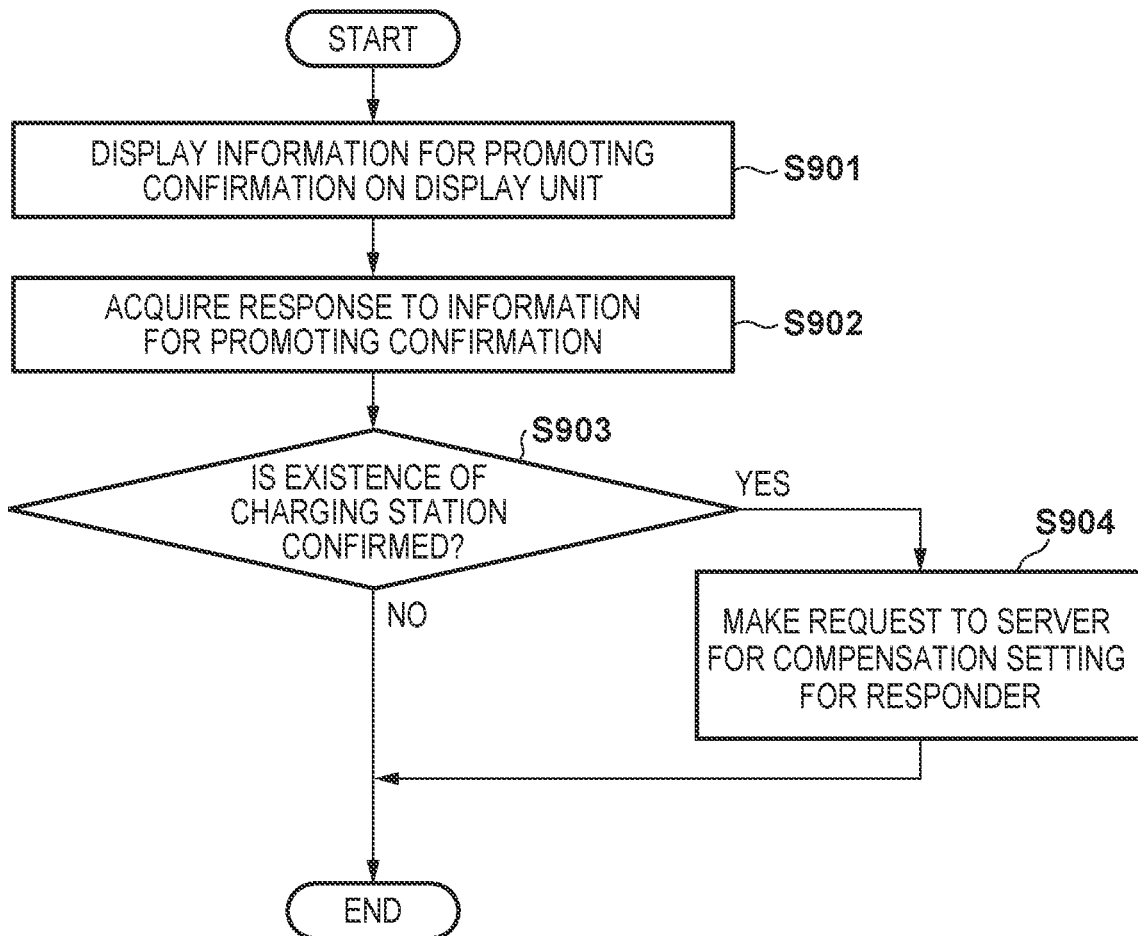 START
DISPLAY INFORMATION FOR PROMOTING
CONFIRMATION ON DISPLAY UNIT
S901
ACQUIRE RESPONSE TO INFORMATION
FOR PROMOTING CONFIRMATION
S902
S903
IS EXISTENCE OF
CHARGING STATION
CONFIRMED?
YES
NO
S904
MAKE REQUEST TO SERVER
FOR COMPENSATION SETTING
FOR RESPONDER
END